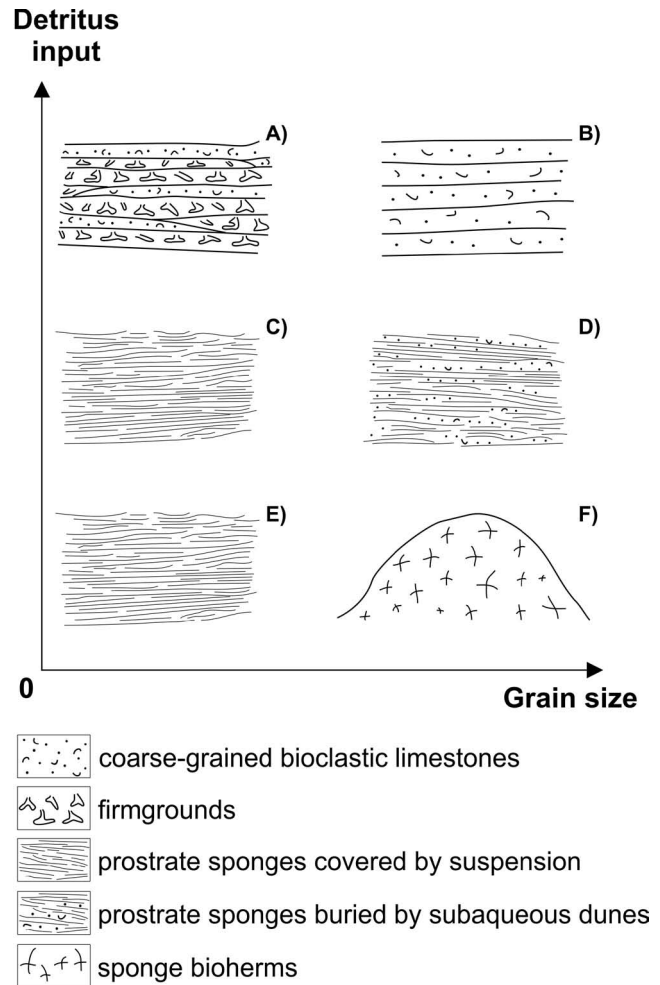 Detritus
input
A)
B)
C)
D)
E)
F)
0
Grain size
coarse-grained bioclastic limestones
firmgrounds
prostrate sponges covered by suspension
prostrate sponges buried by subaqueous dunes
sponge bioherms